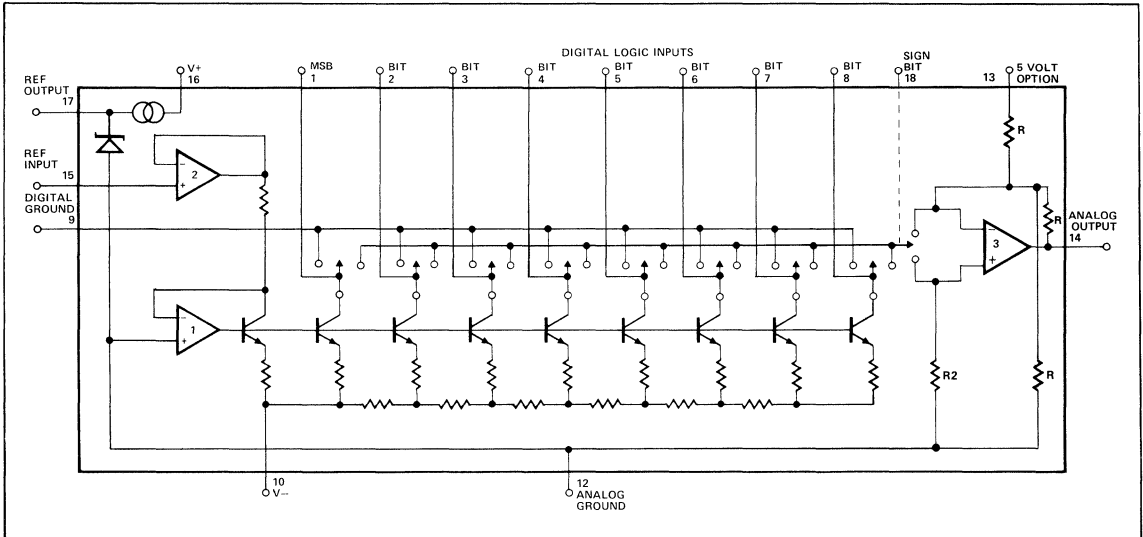 DIGITAL LOGIC INPUTS
REF
OUTPUT
17
V+
16
MSB
1
BIT
2
BIT
3
BIT
4
BIT
5
BIT
6
BIT
7
BIT
8
SIGN
BIT
18
13
5 VOLT
OPTION
R
REF
INPUT
15
-
+
2
DIGITAL
GROUND
9
R
-
+
3
ANALOG
OUTPUT
14
-
+
1
R2
R
10
V–
12
ANALOG
GROUND